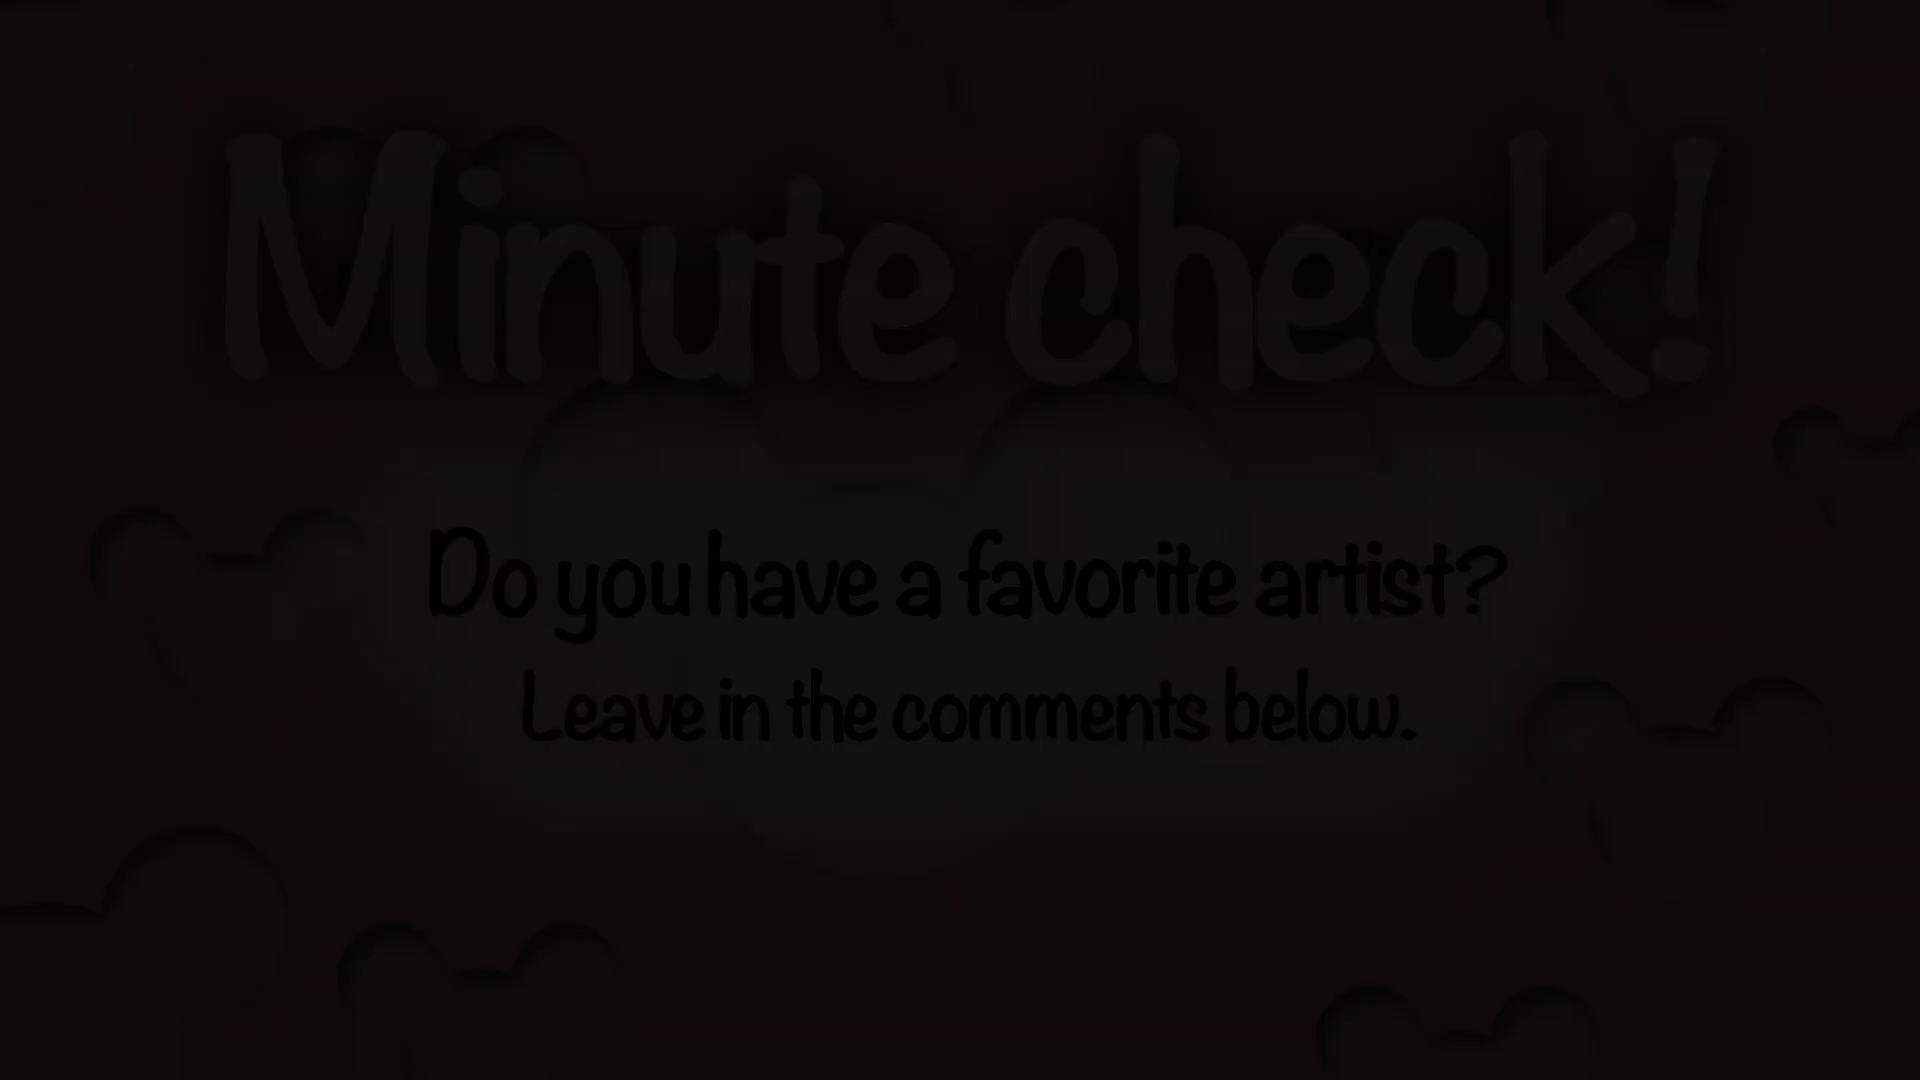 Minute check!
Do you have a favorite artist?
Leave in the comments below.